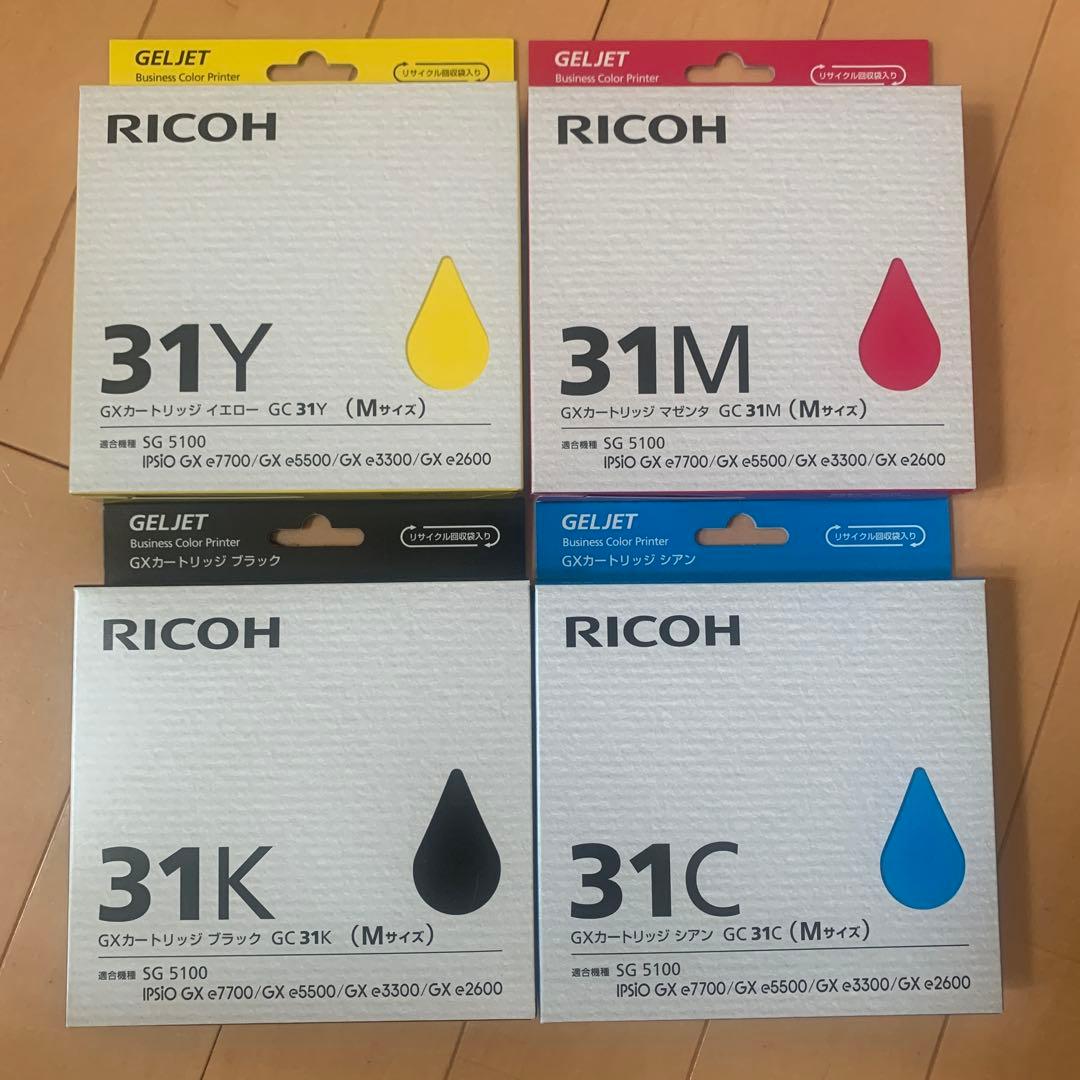 GELJET
Business Color Printer
リサイクル回収袋入り
RICOH
31Y
GXカートリッジ イエロー GC 31Y (Mサイズ)
適合機種 SG 5100
IPSiO GX e7700/GX e5500/GX e3300/GX e2600
GELJET
Business Color Printer
リサイクル回収袋入り
RICOH
31M
GXカートリッジ マゼンタ GC 31M (Mサイズ)
適合機種 SG 5100
IPSiO GX e7700/GX e5500/GX e3300/GX e2600
GELJET
Business Color Printer
GXカートリッジ ブラック
リサイクル回収袋入り
RICOH
31K
GXカートリッジ ブラック GC 31K (Mサイズ)
適合機種 SG 5100
IPSiO GX e7700/GX e5500/GX e3300/GX e2600
GELJET
Business Color Printer
GXカートリッジ シアン
リサイクル回収袋入り
RICOH
31C
GXカートリッジ シアン GC 31C (Mサイズ)
適合機種 SG 5100
IPSiO GX e7700/GX e5500/GX e3300/GX e2600